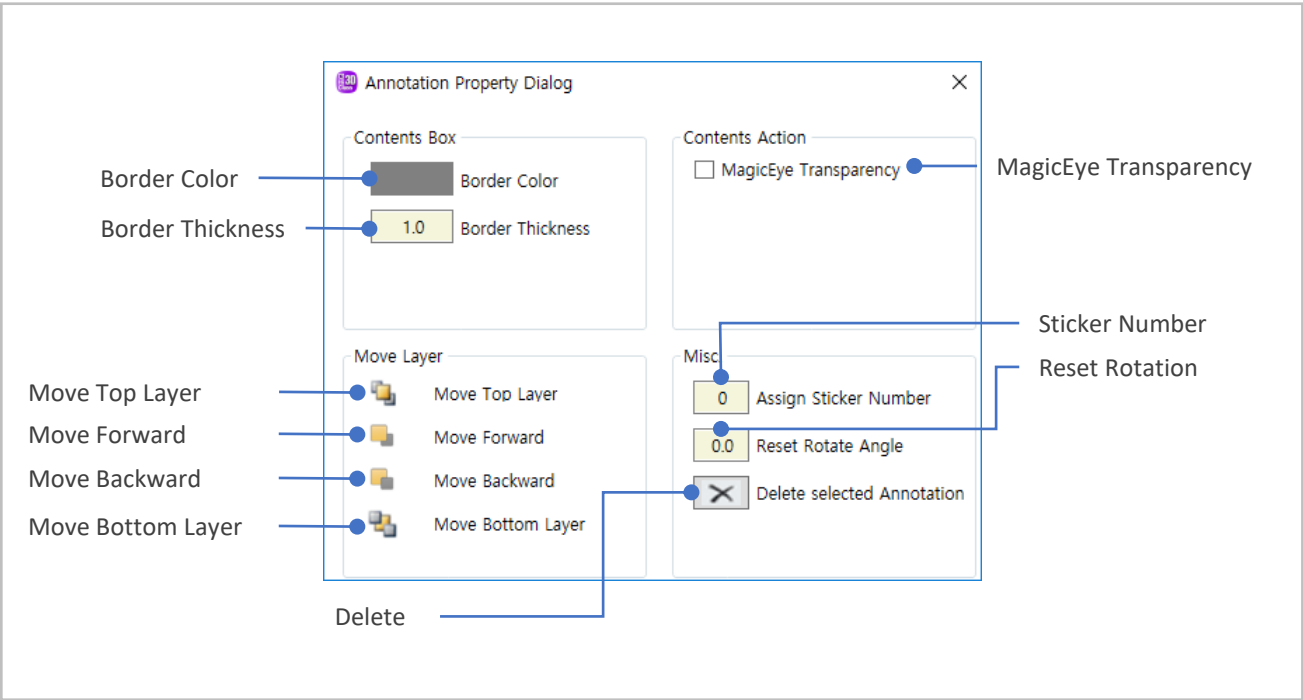 Annotation Property Dialog
Contents Box
Border Color
Border Color
Border Thickness
1.0
Border Thickness
Contents Action
MagicEye Transparency
MagicEye Transparency
Move Layer
Move Top Layer
Move Top Layer
Move Forward
Move Forward
Move Backward
Move Backward
Move Bottom Layer
Move Bottom Layer
Misc
Sticker Number
0 Assign Sticker Number
Reset Rotation
0.0 Reset Rotate Angle
Delete selected Annotation
Delete